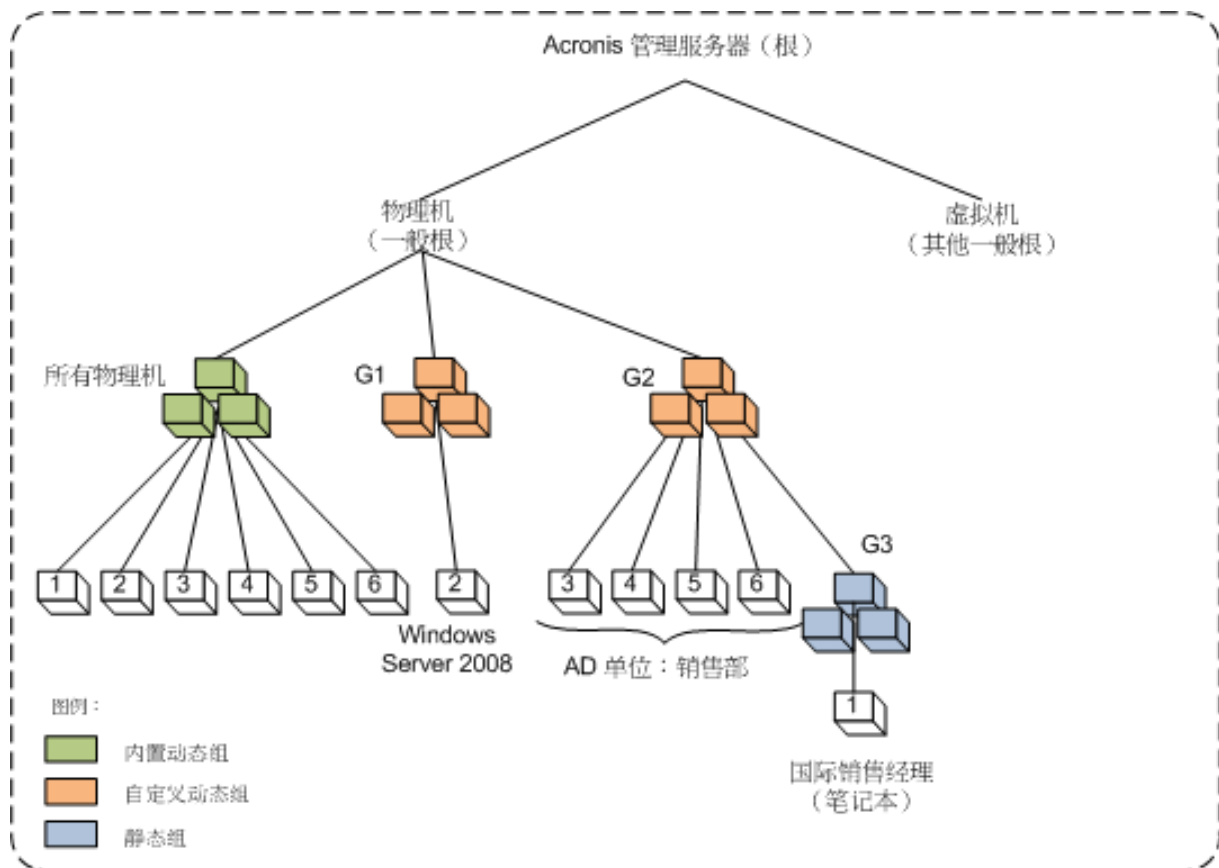 Acronis 管理服务器（根）
物理机
（一般根）
虚拟机
（其他一般根）
所有物理机
G1
G2
1 2 3 4 5 6
2
3 4 5 6
G3
Windows
Server 2008
AD 单位：销售部
1
国际销售经理
（笔记本）
图例：
内置动态组
自定义动态组
静态组